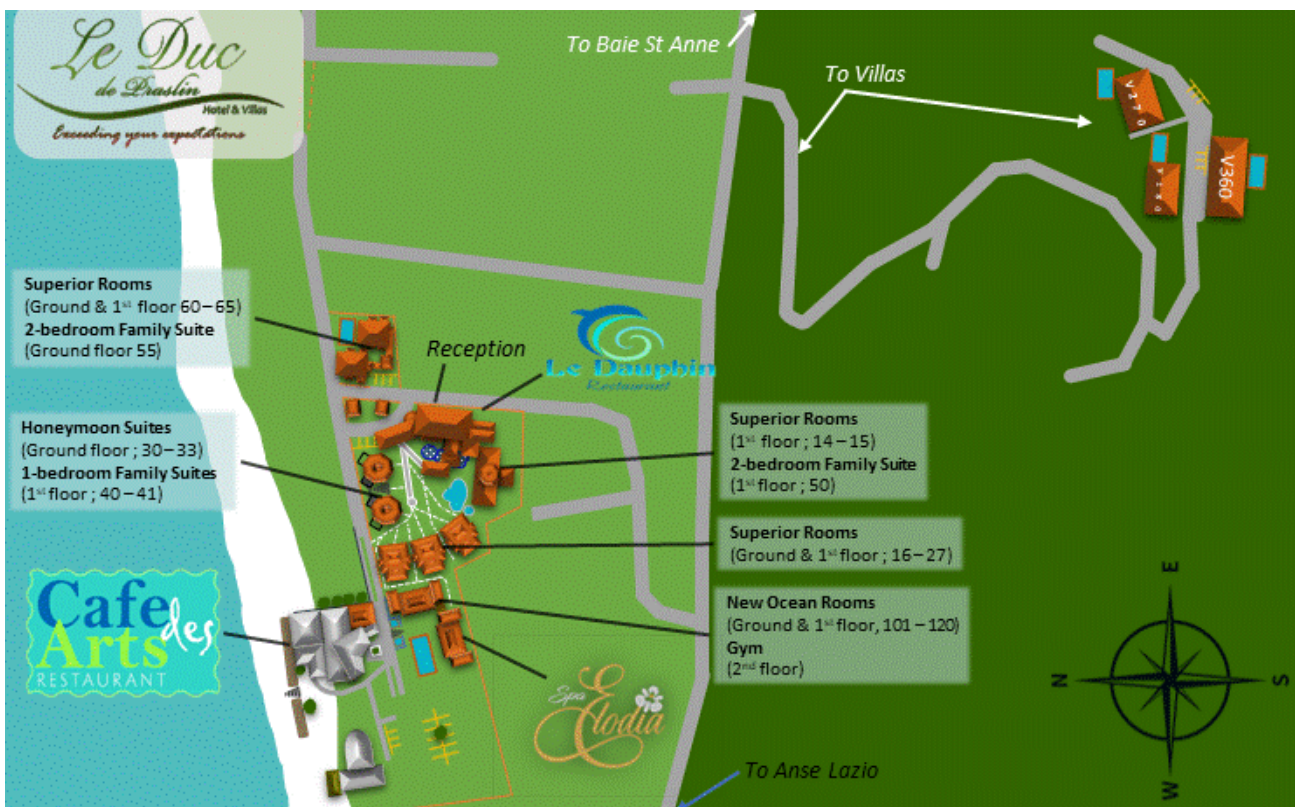 Le Duc
de Praslin
Hotel & Villas
Exceeding your expectations
To Baie St Anne
To Villas
V270
V360
Superior Rooms
(Ground & 1st floor 60 – 65)
2-bedroom Family Suite
(Ground floor 55)
Reception
Le Dauphin
Restaurant
Honeymoon Suites
(Ground floor ; 30 – 33)
1-bedroom Family Suites
(1st floor ; 40 – 41)
Superior Rooms
(1st floor ; 14 – 15)
2-bedroom Family Suite
(1st floor ; 50)
Superior Rooms
(Ground & 1st floor ; 16 – 27)
Cafe
des
Arts
RESTAURANT
New Ocean Rooms
(Ground & 1st floor, 101 – 120)
Gym
(2nd floor)
Spa
Elodia
E
N
S
W
To Anse Lazio